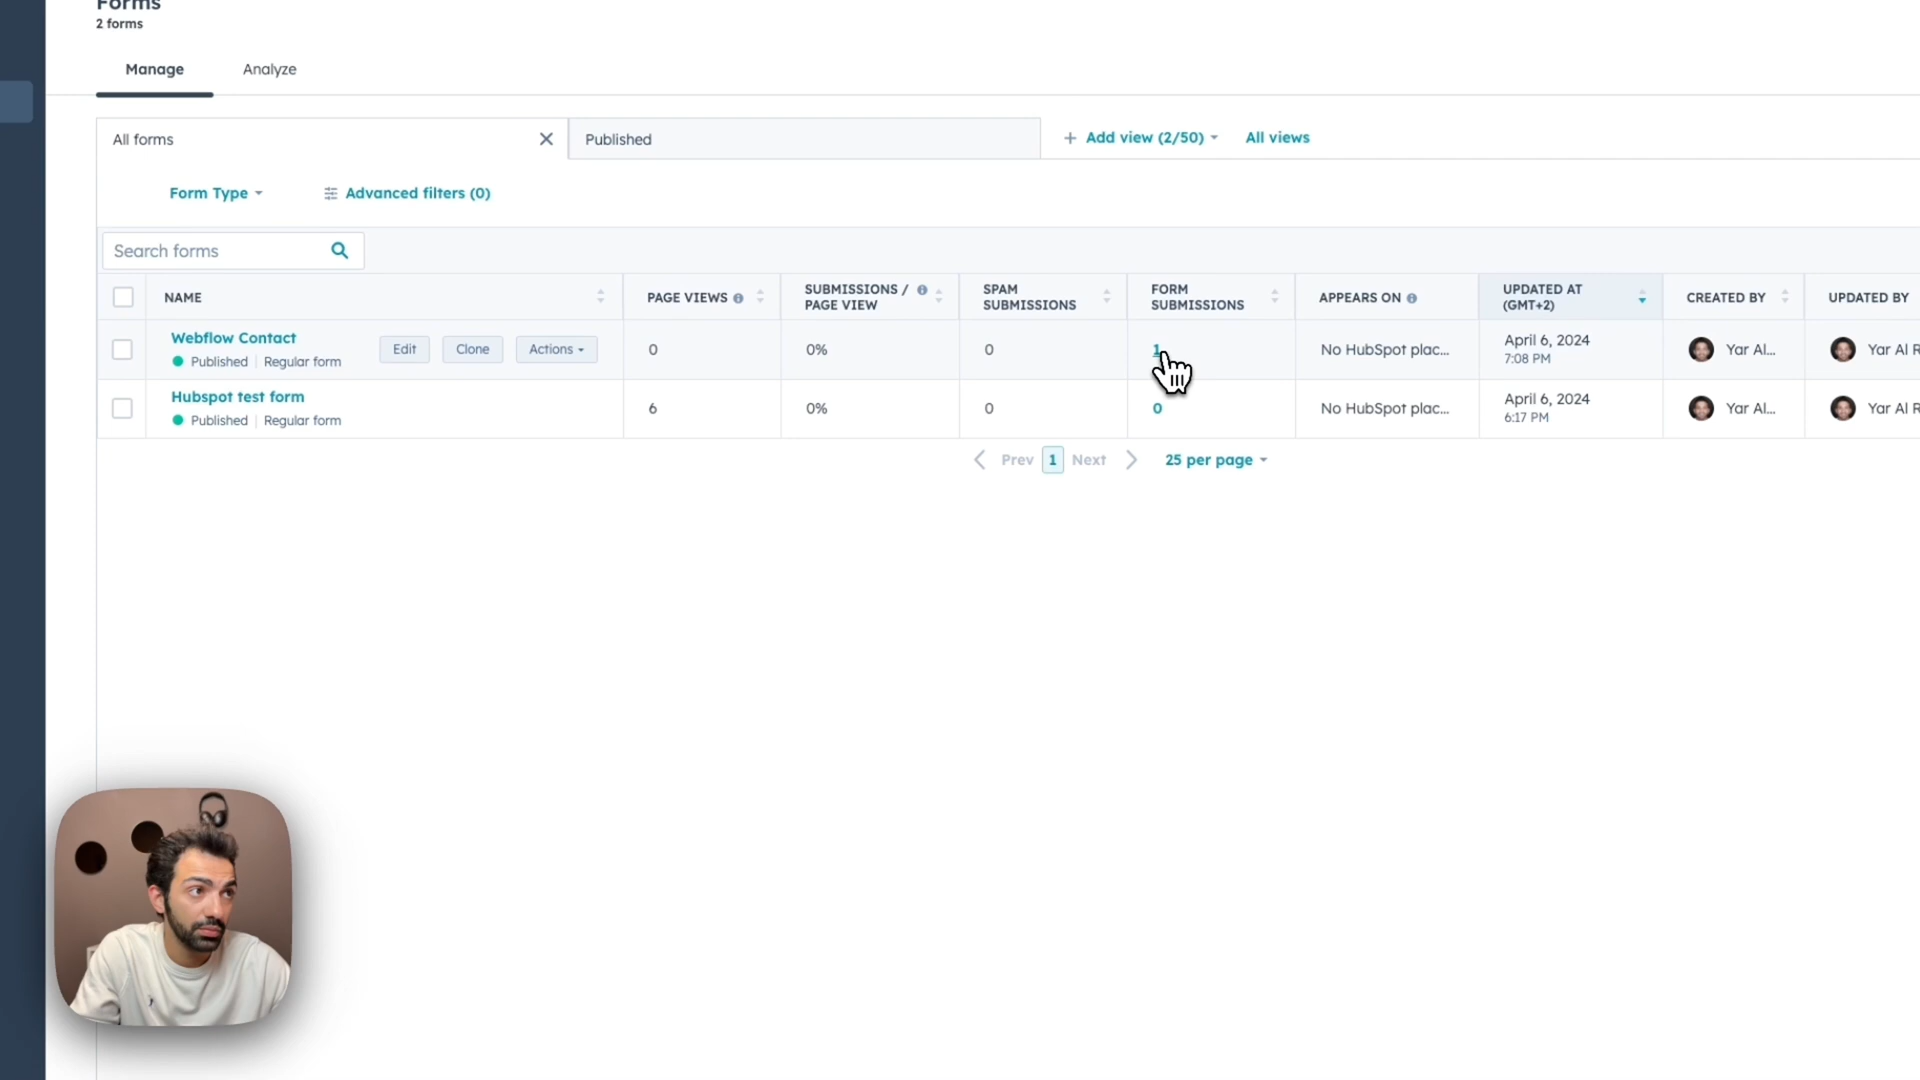 Forms
2 forms
Manage
Analyze
All forms
Published
Add view (2/50)
All views
Form Type
Advanced filters (0)
Search forms
NAME
PAGE VIEWS
SUBMISSIONS /
PAGE VIEW
SPAM
SUBMISSIONS
FORM
SUBMISSIONS
APPEARS ON
UPDATED AT
(GMT+2)
CREATED BY
UPDATED BY
Webflow Contact
Published | Regular form
Edit
Clone
Actions
0
0%
0
1
No HubSpot plac...
April 6, 2024
7:08 PM
Yar Al...
Yar Al R
Hubspot test form
Published | Regular form
6
0%
0
0
No HubSpot plac...
April 6, 2024
6:17 PM
Yar Al...
Yar Al R
Prev 1 Next
25 per page